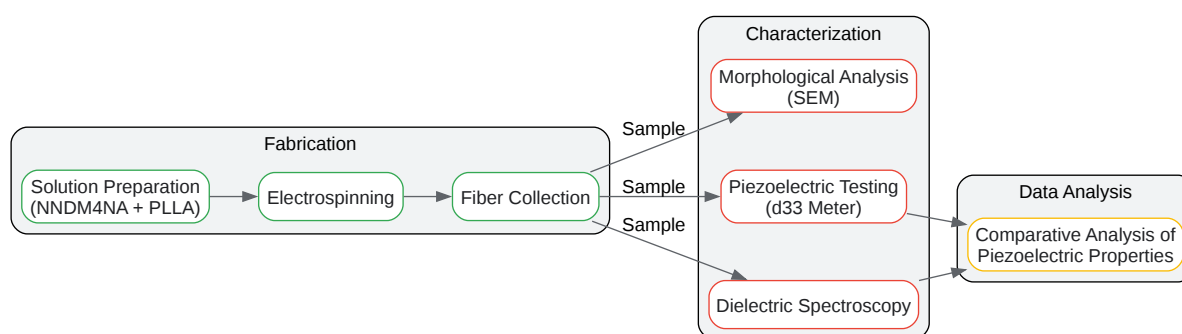 Fabrication
Solution Preparation
(NNDM4NA + PLLA)
Electrospinning
Fiber Collection
Sample
Sample
Sample
Characterization
Morphological Analysis
(SEM)
Piezoelectric Testing
(d33 Meter)
Dielectric Spectroscopy
Data Analysis
Comparative Analysis of
Piezoelectric Properties